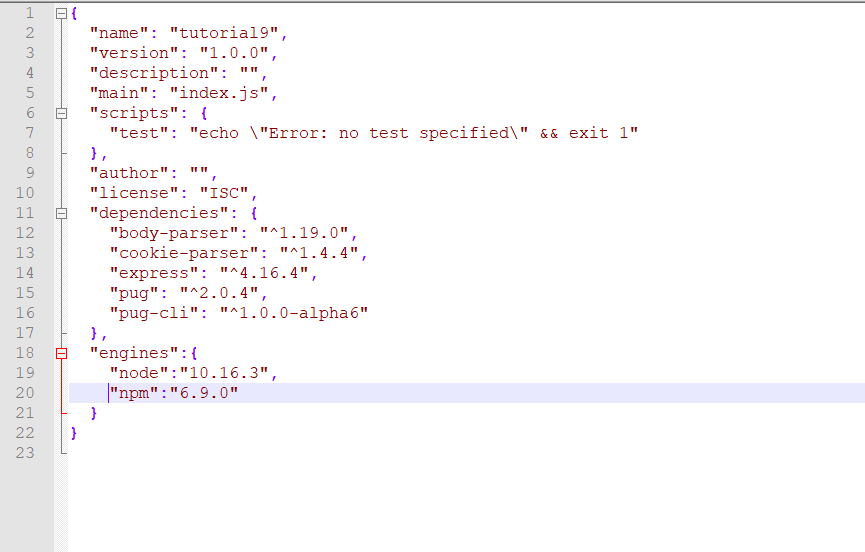 1 {
2   "name": "tutorial9",
3   "version": "1.0.0",
4   "description": "",
5   "main": "index.js",
6   "scripts": {
7     "test": "echo \"Error: no test specified\" && exit 1"
8   },
9   "author": "",
10   "license": "ISC",
11   "dependencies": {
12     "body-parser": "^1.19.0",
13     "cookie-parser": "^1.4.4",
14     "express": "^4.16.4",
15     "pug": "^2.0.4",
16     "pug-cli": "^1.0.0-alpha6"
17   },
18   "engines":{
19     "node":"10.16.3",
20     "npm":"6.9.0"
21   }
22 }
23